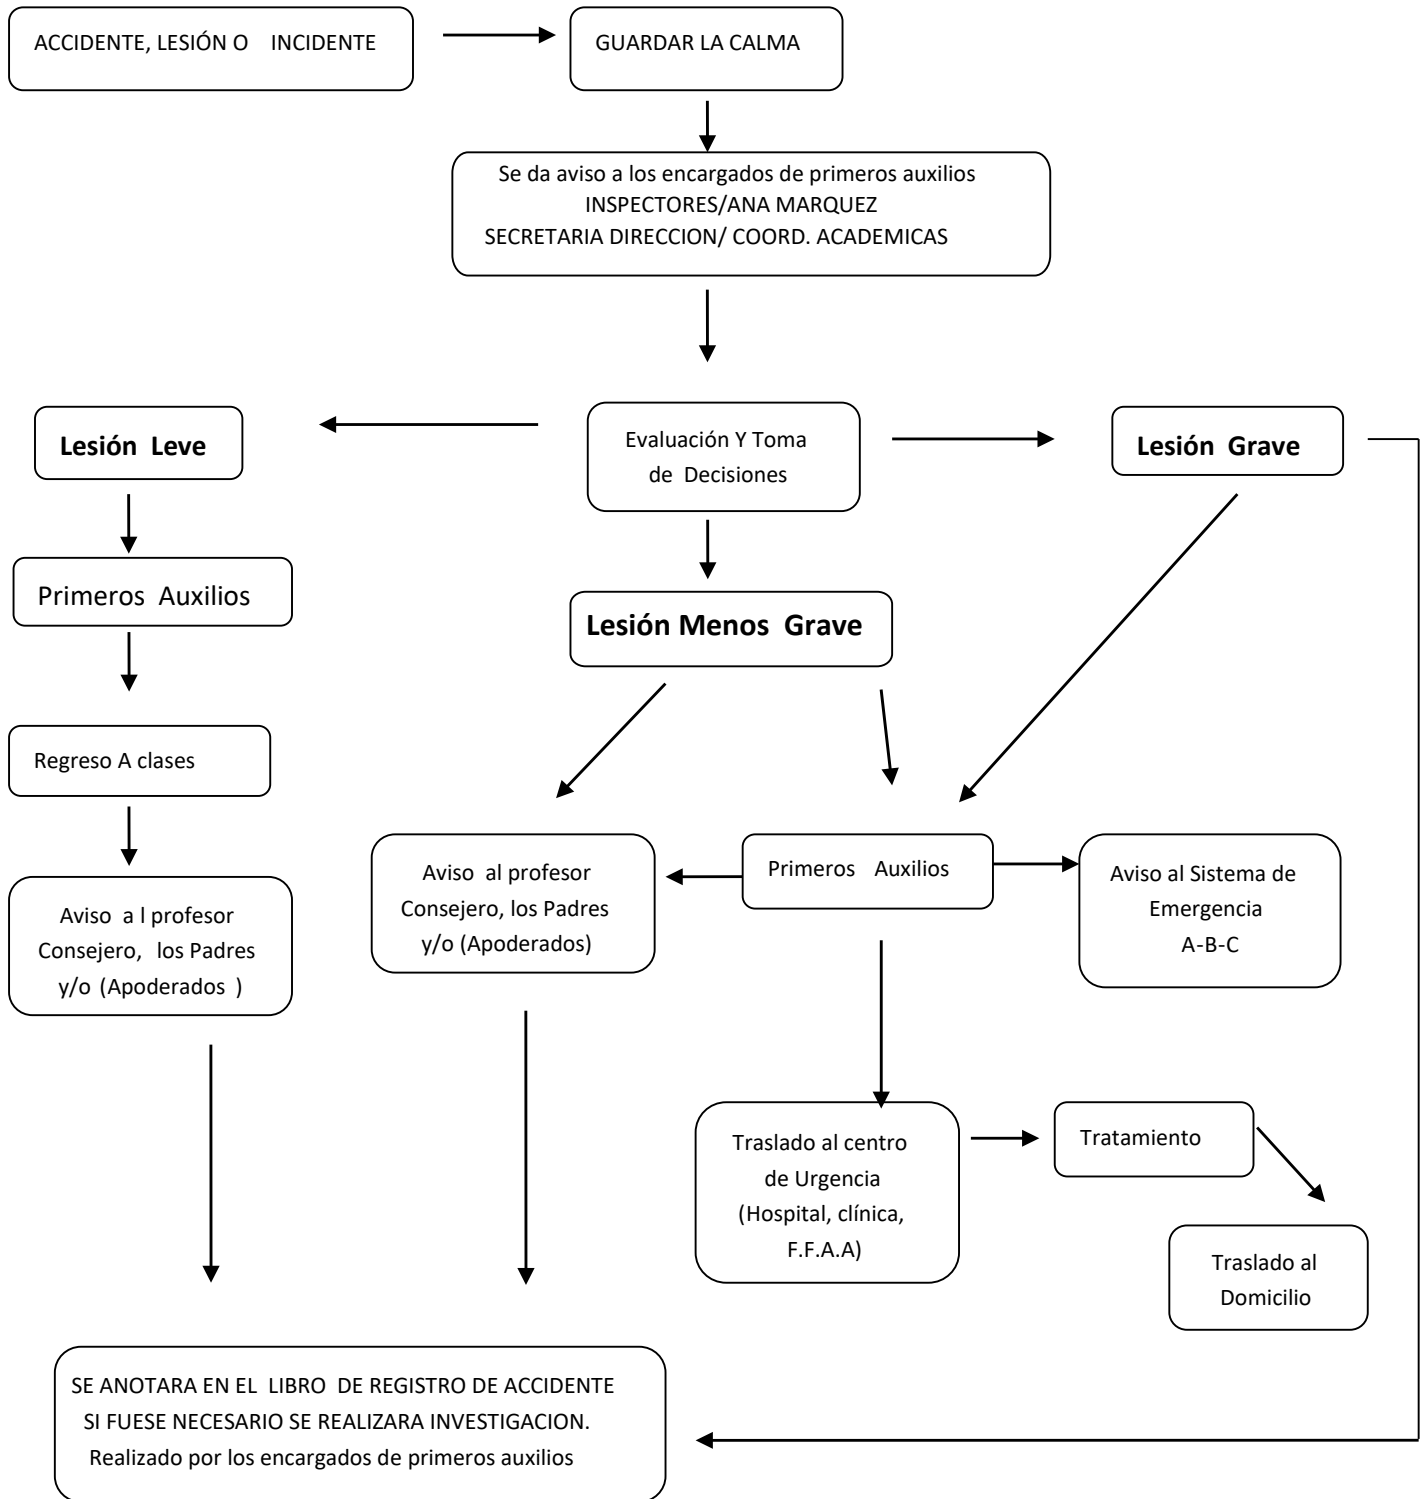 ACCIDENTE, LESIÓN O INCIDENTE
GUARDAR LA CALMA
Se da aviso a los encargados de primeros auxilios
INSPECTORES/ANA MARQUEZ
SECRETARIA DIRECCION/ COORD. ACADEMICAS
Lesión Leve
Evaluación Y Toma
de Decisiones
Lesión Grave
Primeros Auxilios
Lesión Menos Grave
Regreso A clases
Aviso a l profesor
Consejero, los Padres
y/o (Apoderados )
Aviso al profesor
Consejero, los Padres
y/o (Apoderados)
Primeros Auxilios
Aviso al Sistema de
Emergencia
A-B-C
Traslado al centro
de Urgencia
(Hospital, clínica,
F.F.A.A)
Tratamiento
Traslado al
Domicilio
SE ANOTARA EN EL LIBRO DE REGISTRO DE ACCIDENTE
SI FUESE NECESARIO SE REALIZARA INVESTIGACION.
Realizado por los encargados de primeros auxilios